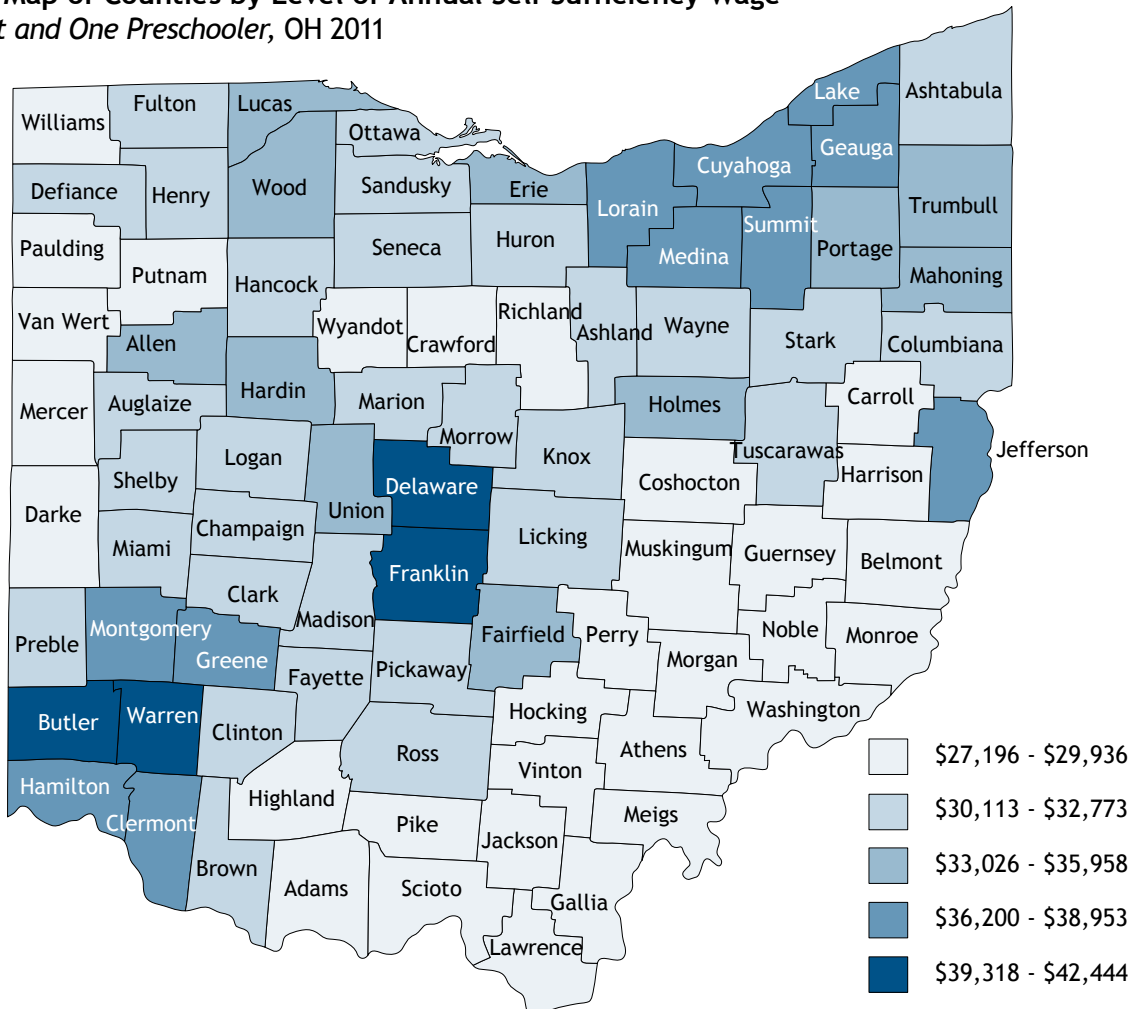 Map of Counties by Level of Annual Self-Sufficiency Wage
t and One Preschooler, OH 2011
Williams
Fulton
Lucas
Ottawa
Lake
Ashtabula
Geauga
Cuyahoga
Defiance
Henry
Wood
Sandusky
Erie
Lorain
Trumbull
Summit
Paulding
Putnam
Hancock
Seneca
Huron
Medina
Portage
Mahoning
Van Wert
Allen
Wyandot
Crawford
Richland
Ashland
Wayne
Stark
Columbiana
Mercer
Auglaize
Hardin
Marion
Morrow
Holmes
Carroll
Jefferson
Tuscarawas
Harrison
Logan
Shelby
Knox
Coshocton
Delaware
Union
Darke
Champaign
Miami
Licking
Muskingum
Guernsey
Belmont
Franklin
Clark
Madison
Preble
Montgomery
Greene
Fairfield
Perry
Noble
Monroe
Morgan
Fayette
Pickaway
Butler
Warren
Clinton
Ross
Hocking
Washington
Athens
Vinton
Hamilton
Highland
Clermont
Pike
Jackson
Meigs
Brown
Adams
Scioto
Gallia
Lawrence
$27,196 - $29,936
$30,113 - $32,773
$33,026 - $35,958
$36,200 - $38,953
$39,318 - $42,444